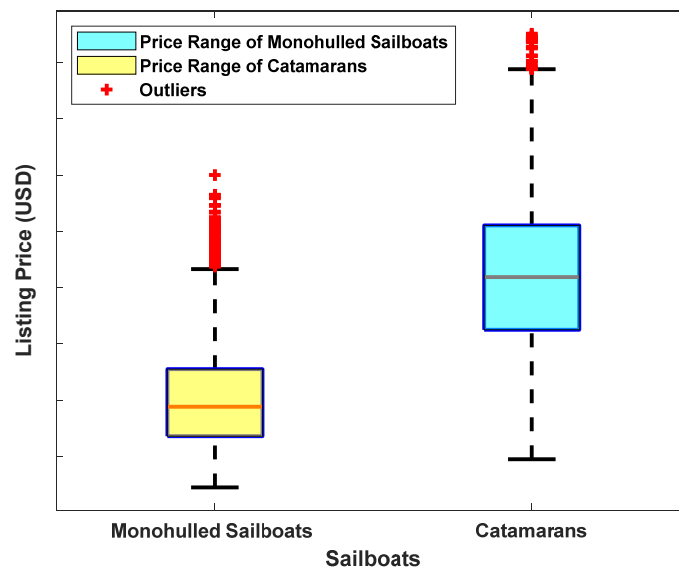 Price Range of Monohulled Sailboats
Price Range of Catamarans
Outliers
Listing Price (USD)
Monohulled Sailboats
Catamarans
Sailboats